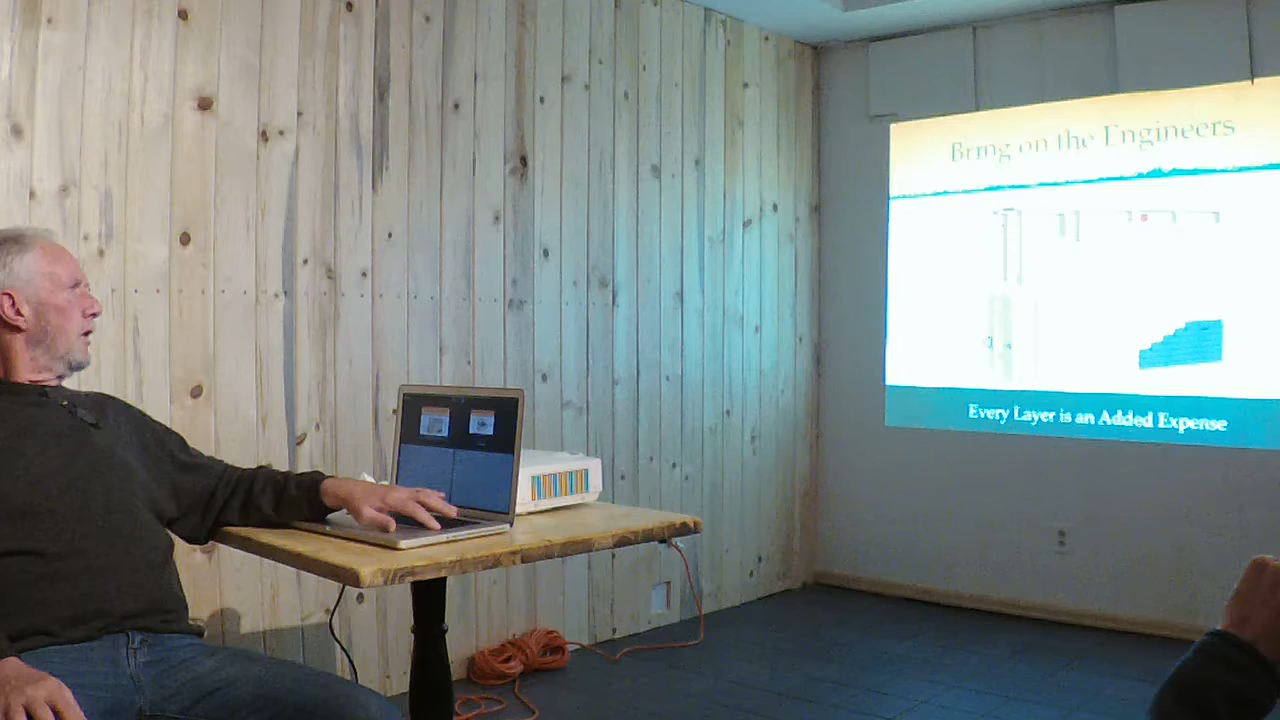 Bring on the Engineers
Every Layer is an Added Expense